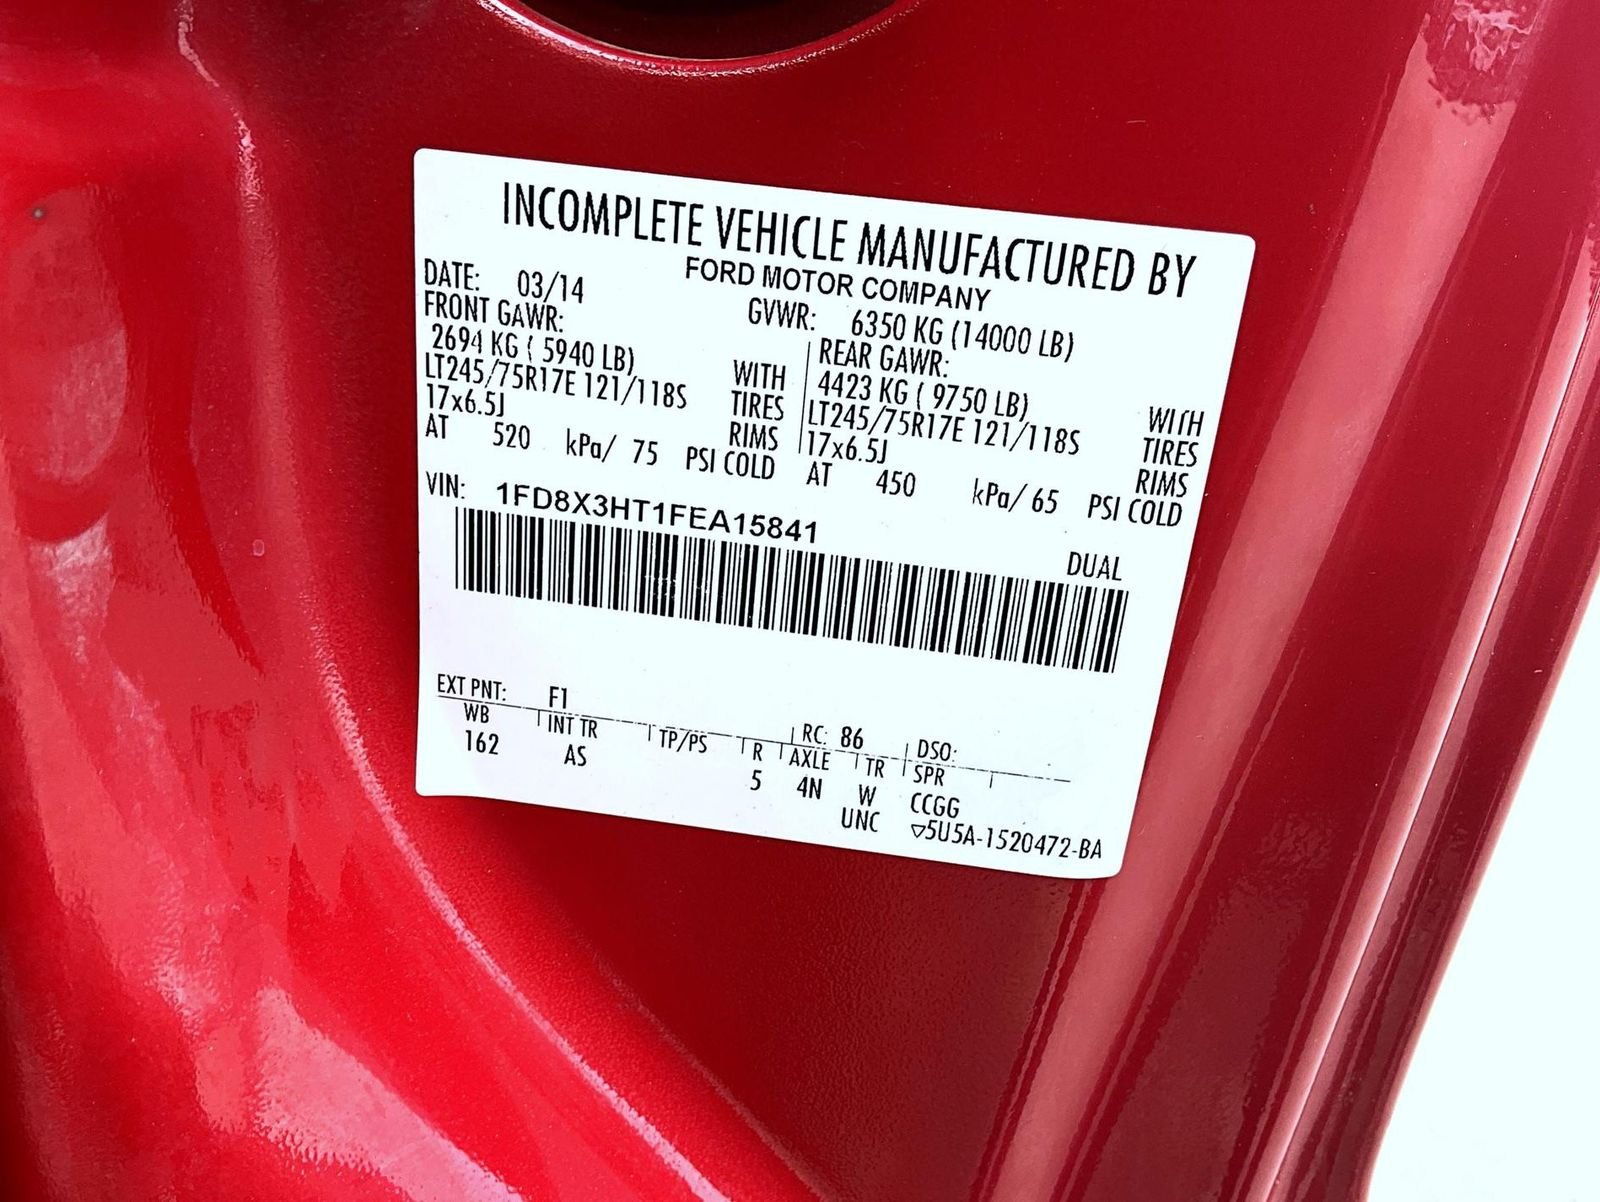 INCOMPLETE VEHICLE MANUFACTURED BY
FORD MOTOR COMPANY
DATE: 03/14 GVWR: 6350 KG (14000 LB)
FRONT GAWR: REAR GAWR:
2694 KG ( 5940 LB) WITH 4423 KG ( 9750 LB) WITH
LT245/75R17E 121/118S TIRES LT245/75R17E 121/118S TIRES
17x6.5J RIMS 17x6.5J RIMS
AT 520 kPa/ 75 PSI COLD AT 450 kPa/ 65 PSI COLD
VIN: 1FD8X3HT1FEA15841
DUAL
EXT PNT: F1 RC: 86 DSO:
WB INT TR TP/PS R AXLE TR SPR
162 AS 5 4N W CCGG
UNC ▽5U5A-1520472-BA